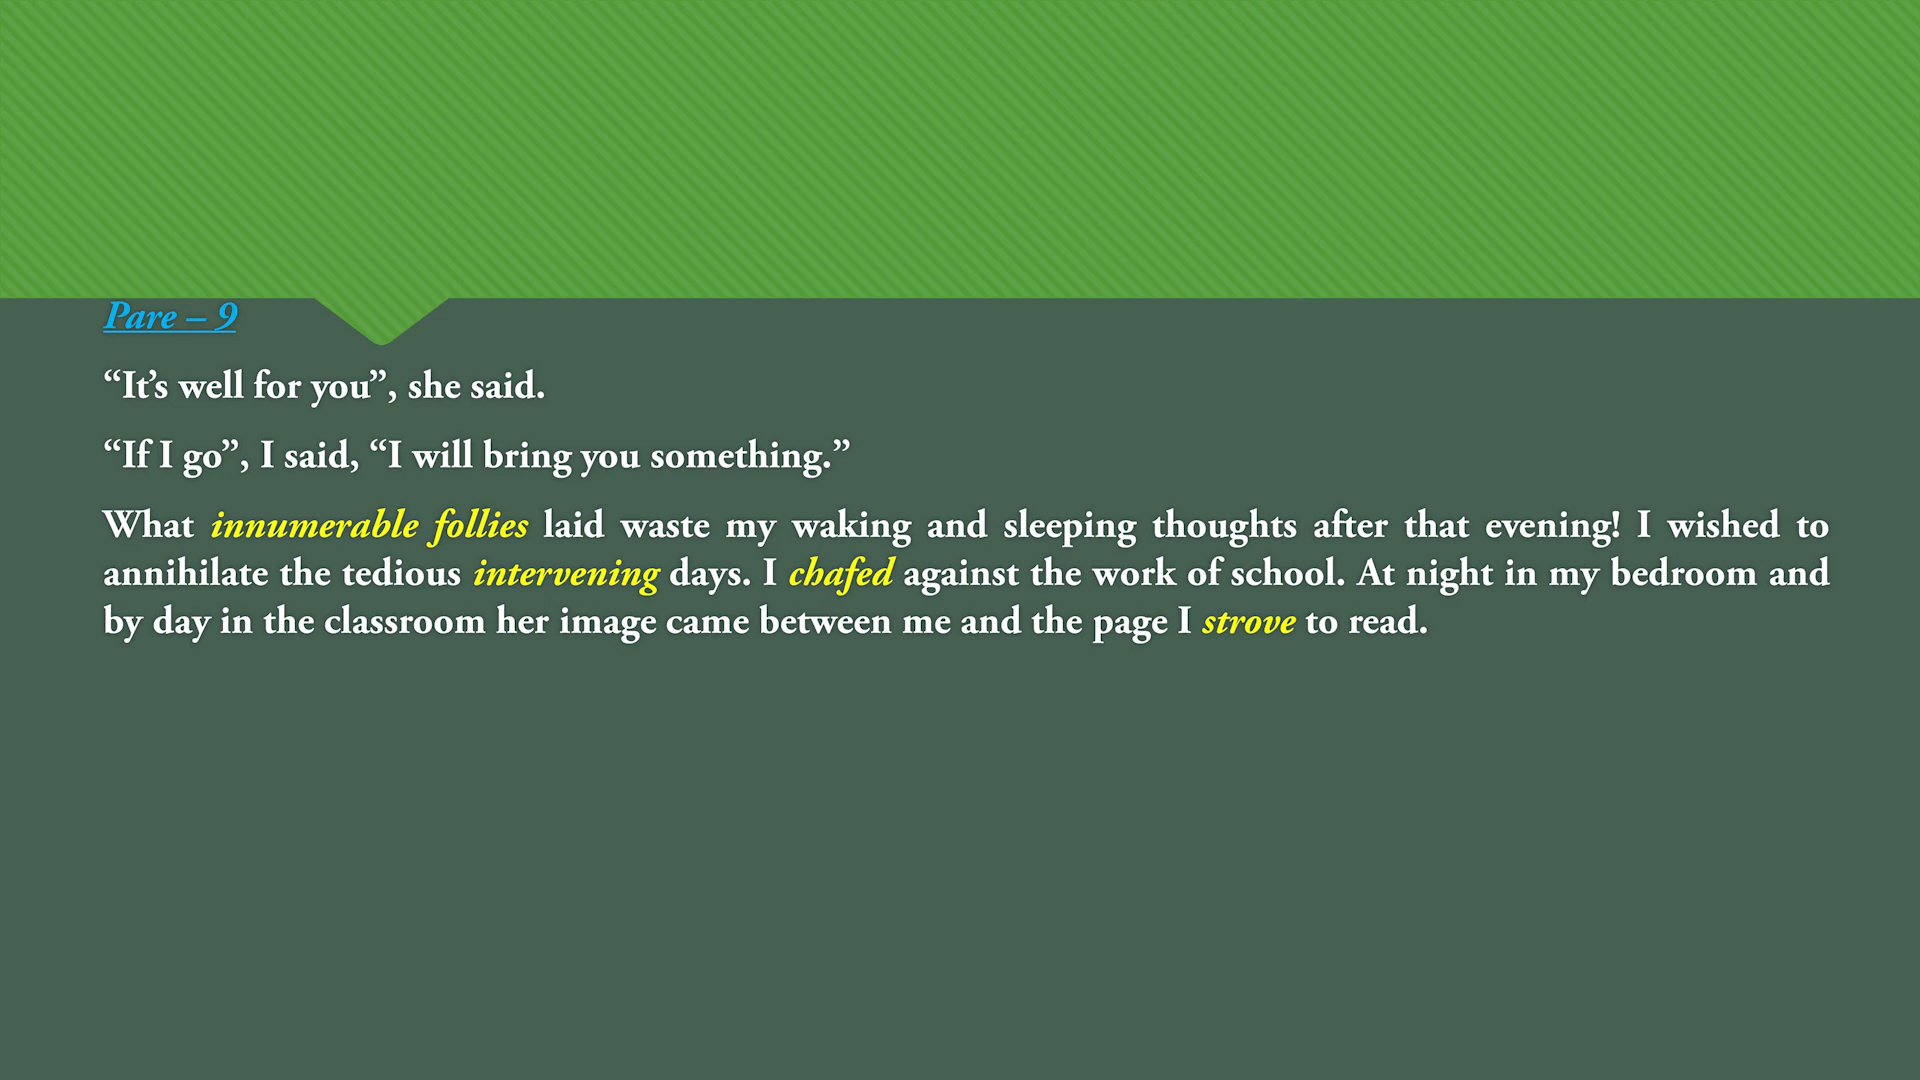 Pare – 9
“It’s well for you”, she said.
“If I go”, I said, “I will bring you something.”
What innumerable follies laid waste my waking and sleeping thoughts after that evening! I wished to
annihilate the tedious intervening days. I chafed against the work of school. At night in my bedroom and
by day in the classroom her image came between me and the page I strove to read.